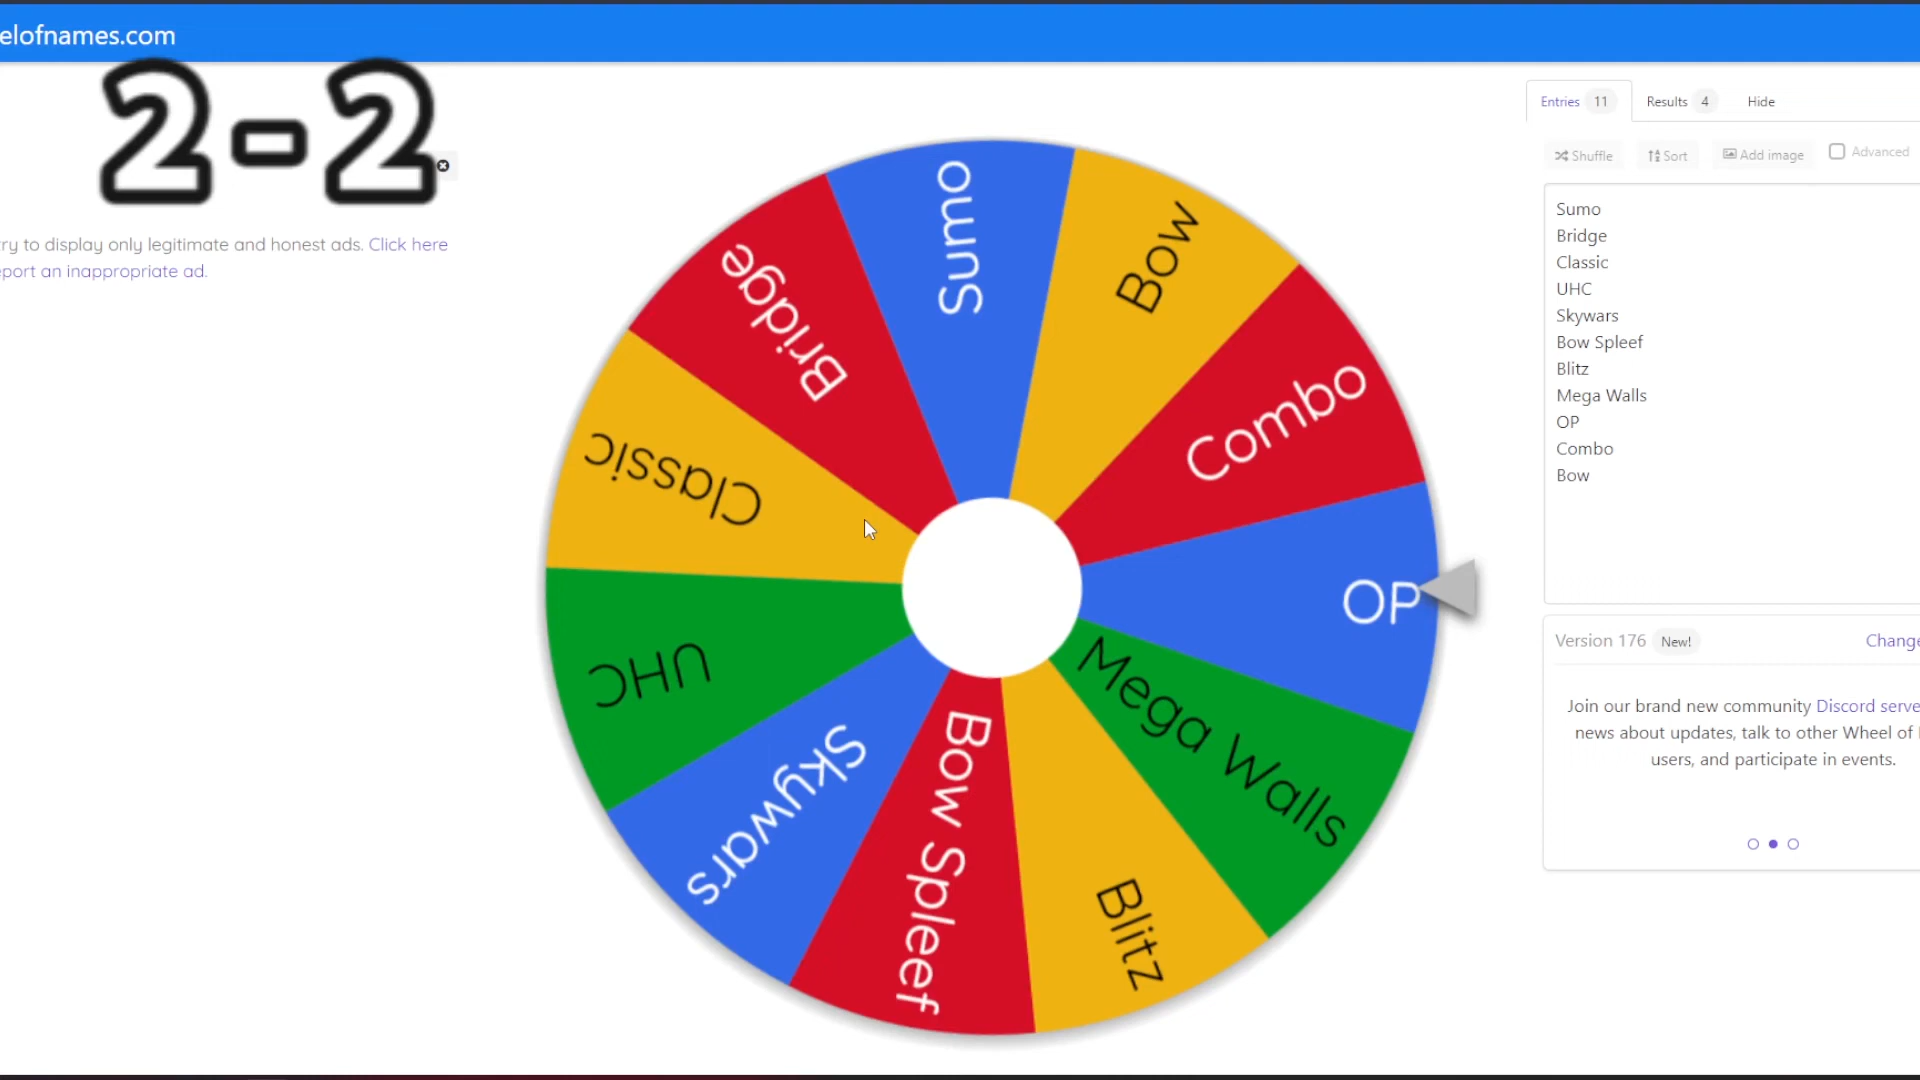 elofnames.com
2-2
ry to display only legitimate and honest ads. Click here
eport an inappropriate ad.
Sumo
Bow
Combo
OP
Mega Walls
Blitz
Bow Spleef
Skywars
UHC
Classic
Bridge
Entries 11 Results 4 Hide
Shuffle Sort Add image Advanced
Sumo
Bridge
Classic
UHC
Skywars
Bow Spleef
Blitz
Mega Walls
OP
Combo
Bow
Version 176 New! Change
Join our brand new community Discord serve
news about updates, talk to other Wheel of
users, and participate in events.